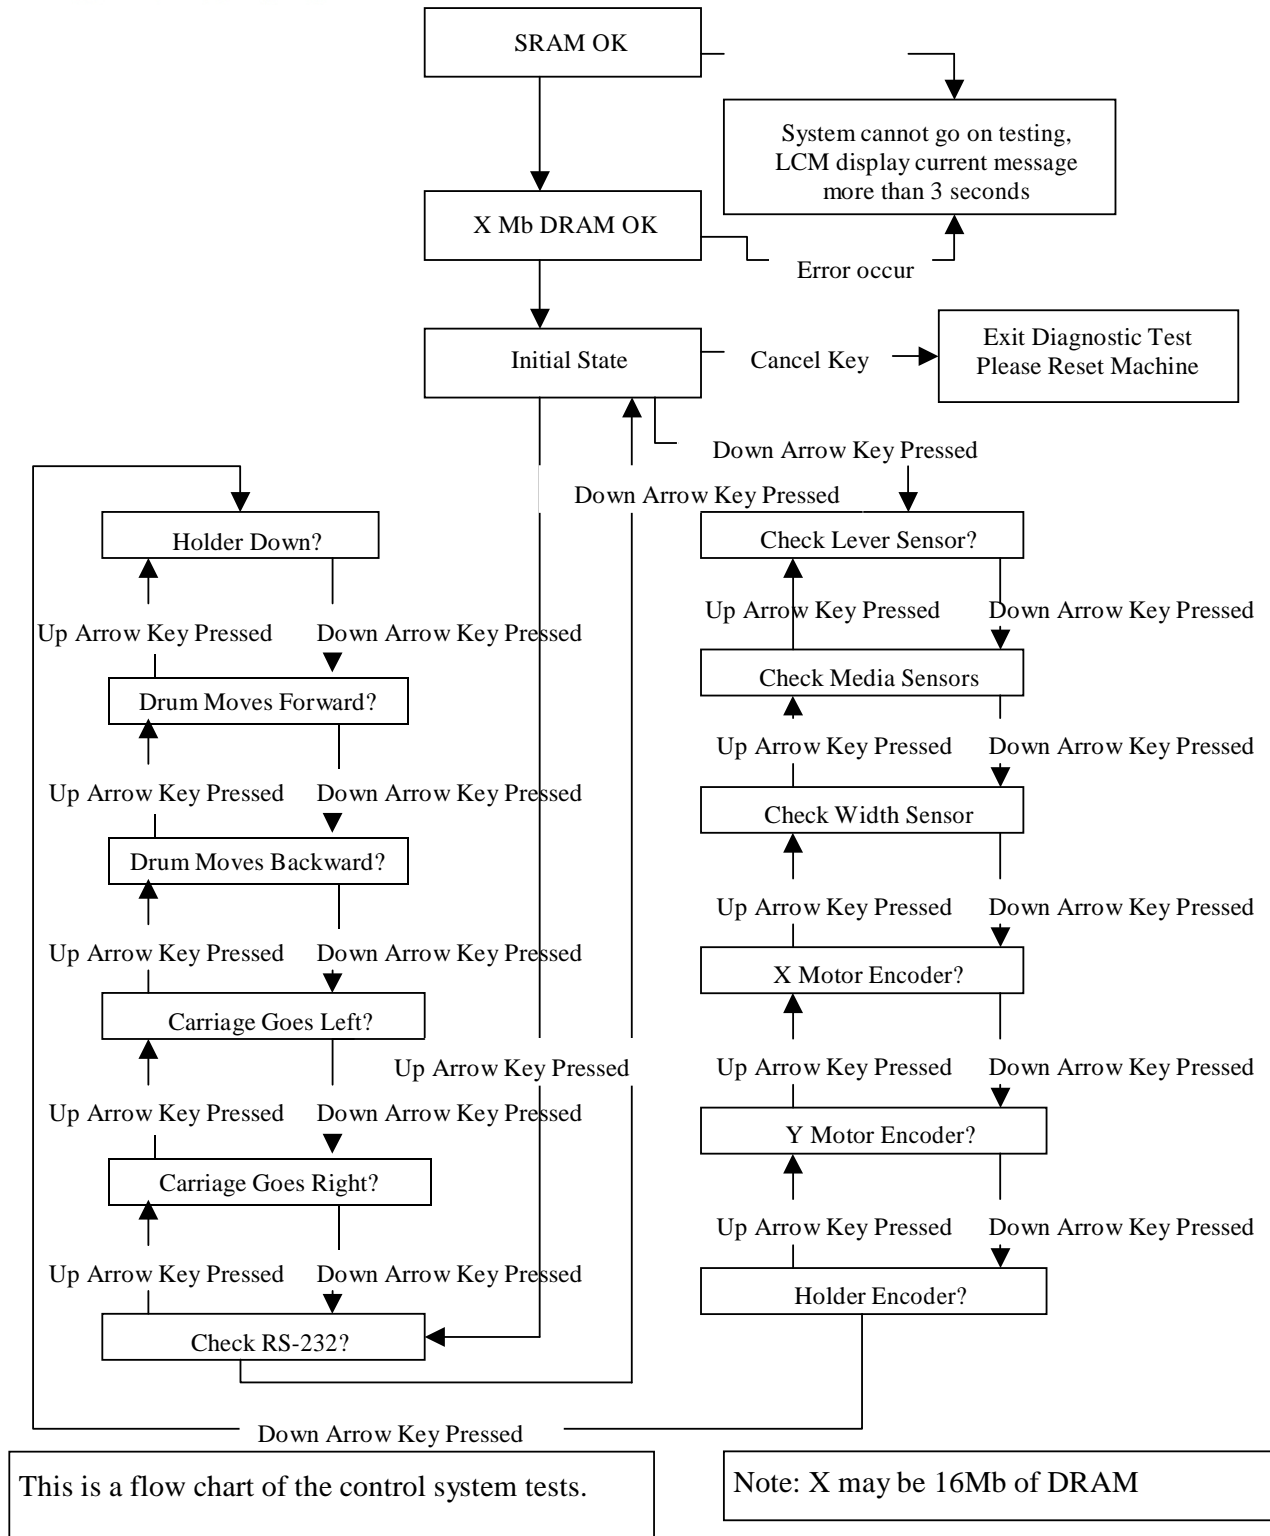 SRAM OK
System cannot go on testing,
LCM display current message
more than 3 seconds
X Mb DRAM OK
Error occur
Initial State
Cancel Key
Exit Diagnostic Test
Please Reset Machine
Down Arrow Key Pressed
Down Arrow Key Pressed
Holder Down?
Check Lever Sensor?
Up Arrow Key Pressed
Down Arrow Key Pressed
Up Arrow Key Pressed
Down Arrow Key Pressed
Drum Moves Forward?
Check Media Sensors
Up Arrow Key Pressed
Down Arrow Key Pressed
Up Arrow Key Pressed
Down Arrow Key Pressed
Check Width Sensor
Drum Moves Backward?
Up Arrow Key Pressed
Down Arrow Key Pressed
Up Arrow Key Pressed
Down Arrow Key Pressed
X Motor Encoder?
Carriage Goes Left?
Up Arrow Key Pressed
Up Arrow Key Pressed
Down Arrow Key Pressed
Up Arrow Key Pressed
Down Arrow Key Pressed
Y Motor Encoder?
Carriage Goes Right?
Up Arrow Key Pressed
Down Arrow Key Pressed
Up Arrow Key Pressed
Down Arrow Key Pressed
Holder Encoder?
Check RS-232?
Down Arrow Key Pressed
This is a flow chart of the control system tests.
Note: X may be 16Mb of DRAM